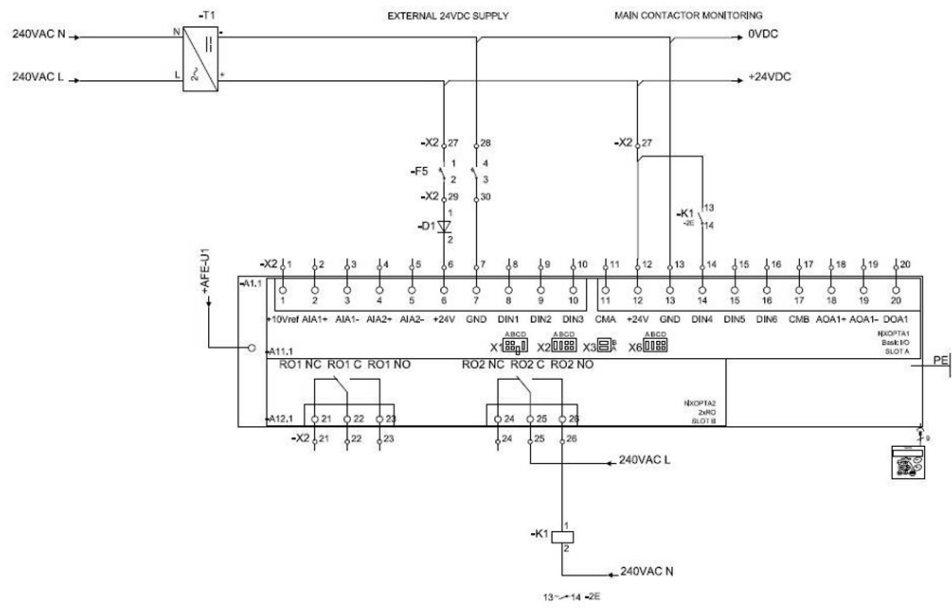 -T1 EXTERNAL 24VDC SUPPLY MAIN CONTACTOR MONITORING
240VAC N N - 0VDC
240VAC L L + +24VDC
2~
-X2 27 28 -X2 27
1 4
-F5
2 3
-X2 29 30 13
1 -K1
-D1 -2E 14
2
-X2 1 2 3 4 5 6 7 8 9 10 11 12 13 14 15 16 17 18 19 20
+AFE-U1
-A1.1
1 2 3 4 5 6 7 8 9 10 11 12 13 14 15 16 17 18 19 20
+10Vref AIA1+ AIA1- AIA2+ AIA2- +24V GND DIN1 DIN2 DIN3 CMA +24V GND DIN4 DIN5 DIN6 CMB AOA1+ AOA1- DOA1
ABCD ABCD ABCD NXOPTA1
X1 X2 X3 B A X6 Basic I/O
-A11.1 SLOT A
RO1 NC RO1 C RO1 NO RO2 NC RO2 C RO2 NO PE
NXOPTA2
2xRO
-A12.1 21 22 23 24 25 26 SLOT B
-X2 21 22 23 24 25 26 9
240VAC L
1
-K1
2
240VAC N
13 14 -2E